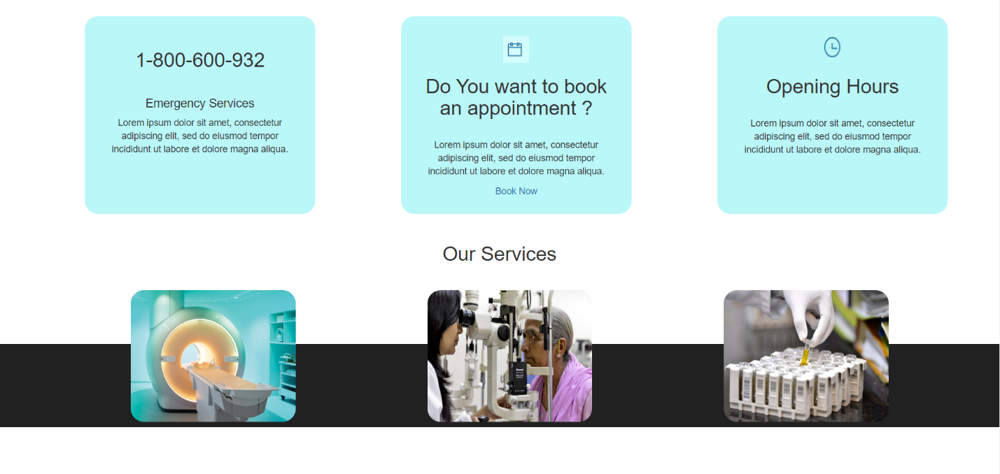 1-800-600-932
Emergency Services
Lorem ipsum dolor sit amet, consectetur
adipiscing elit, sed do eiusmod tempor
incididunt ut labore et dolore magna aliqua.
Do You want to book
an appointment ?
Lorem ipsum dolor sit amet, consectetur
adipiscing elit, sed do eiusmod tempor
incididunt ut labore et dolore magna aliqua.
Book Now
Opening Hours
Lorem ipsum dolor sit amet, consectetur
adipiscing elit, sed do eiusmod tempor
incididunt ut labore et dolore magna aliqua.
Our Services